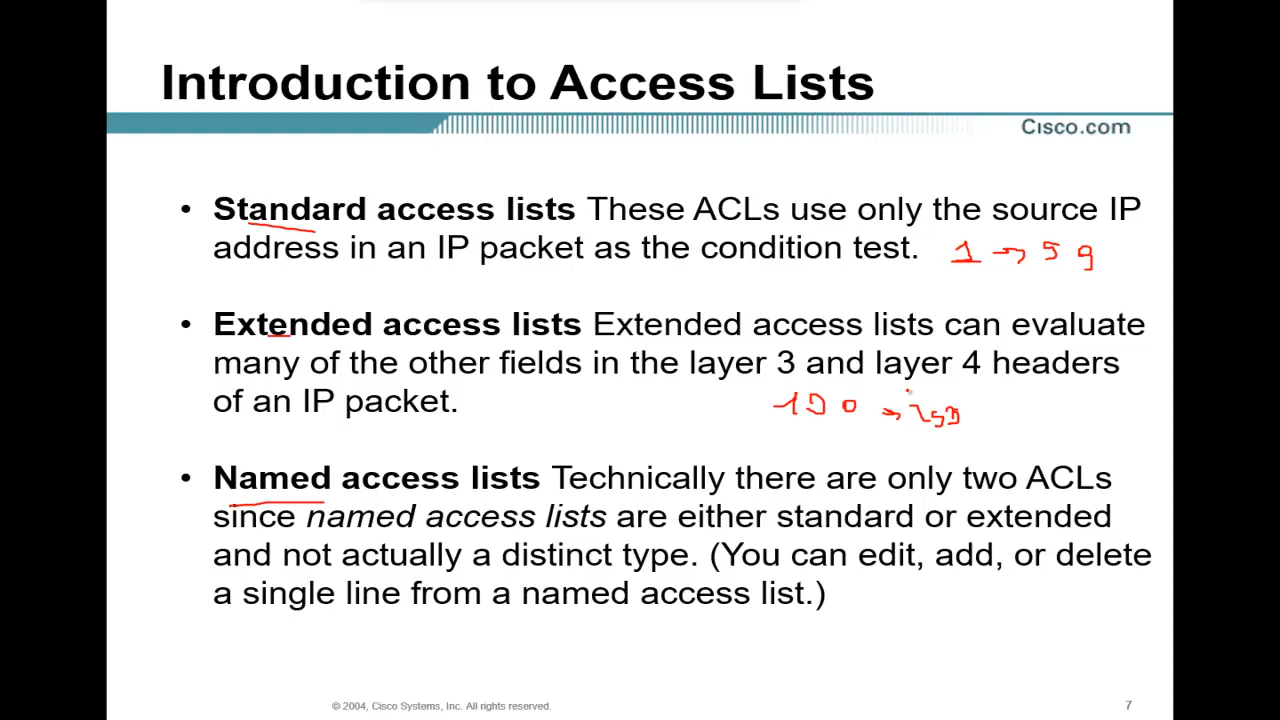 Introduction to Access Lists
Cisco.com
• Standard access lists These ACLs use only the source IP
address in an IP packet as the condition test. 1 → 5 9
• Extended access lists Extended access lists can evaluate
many of the other fields in the layer 3 and layer 4 headers
of an IP packet.
• Named access lists Technically there are only two ACLs
since named access lists are either standard or extended
and not actually a distinct type. (You can edit, add, or delete
a single line from a named access list.)
© 2004, Cisco Systems, Inc. All rights reserved.
7